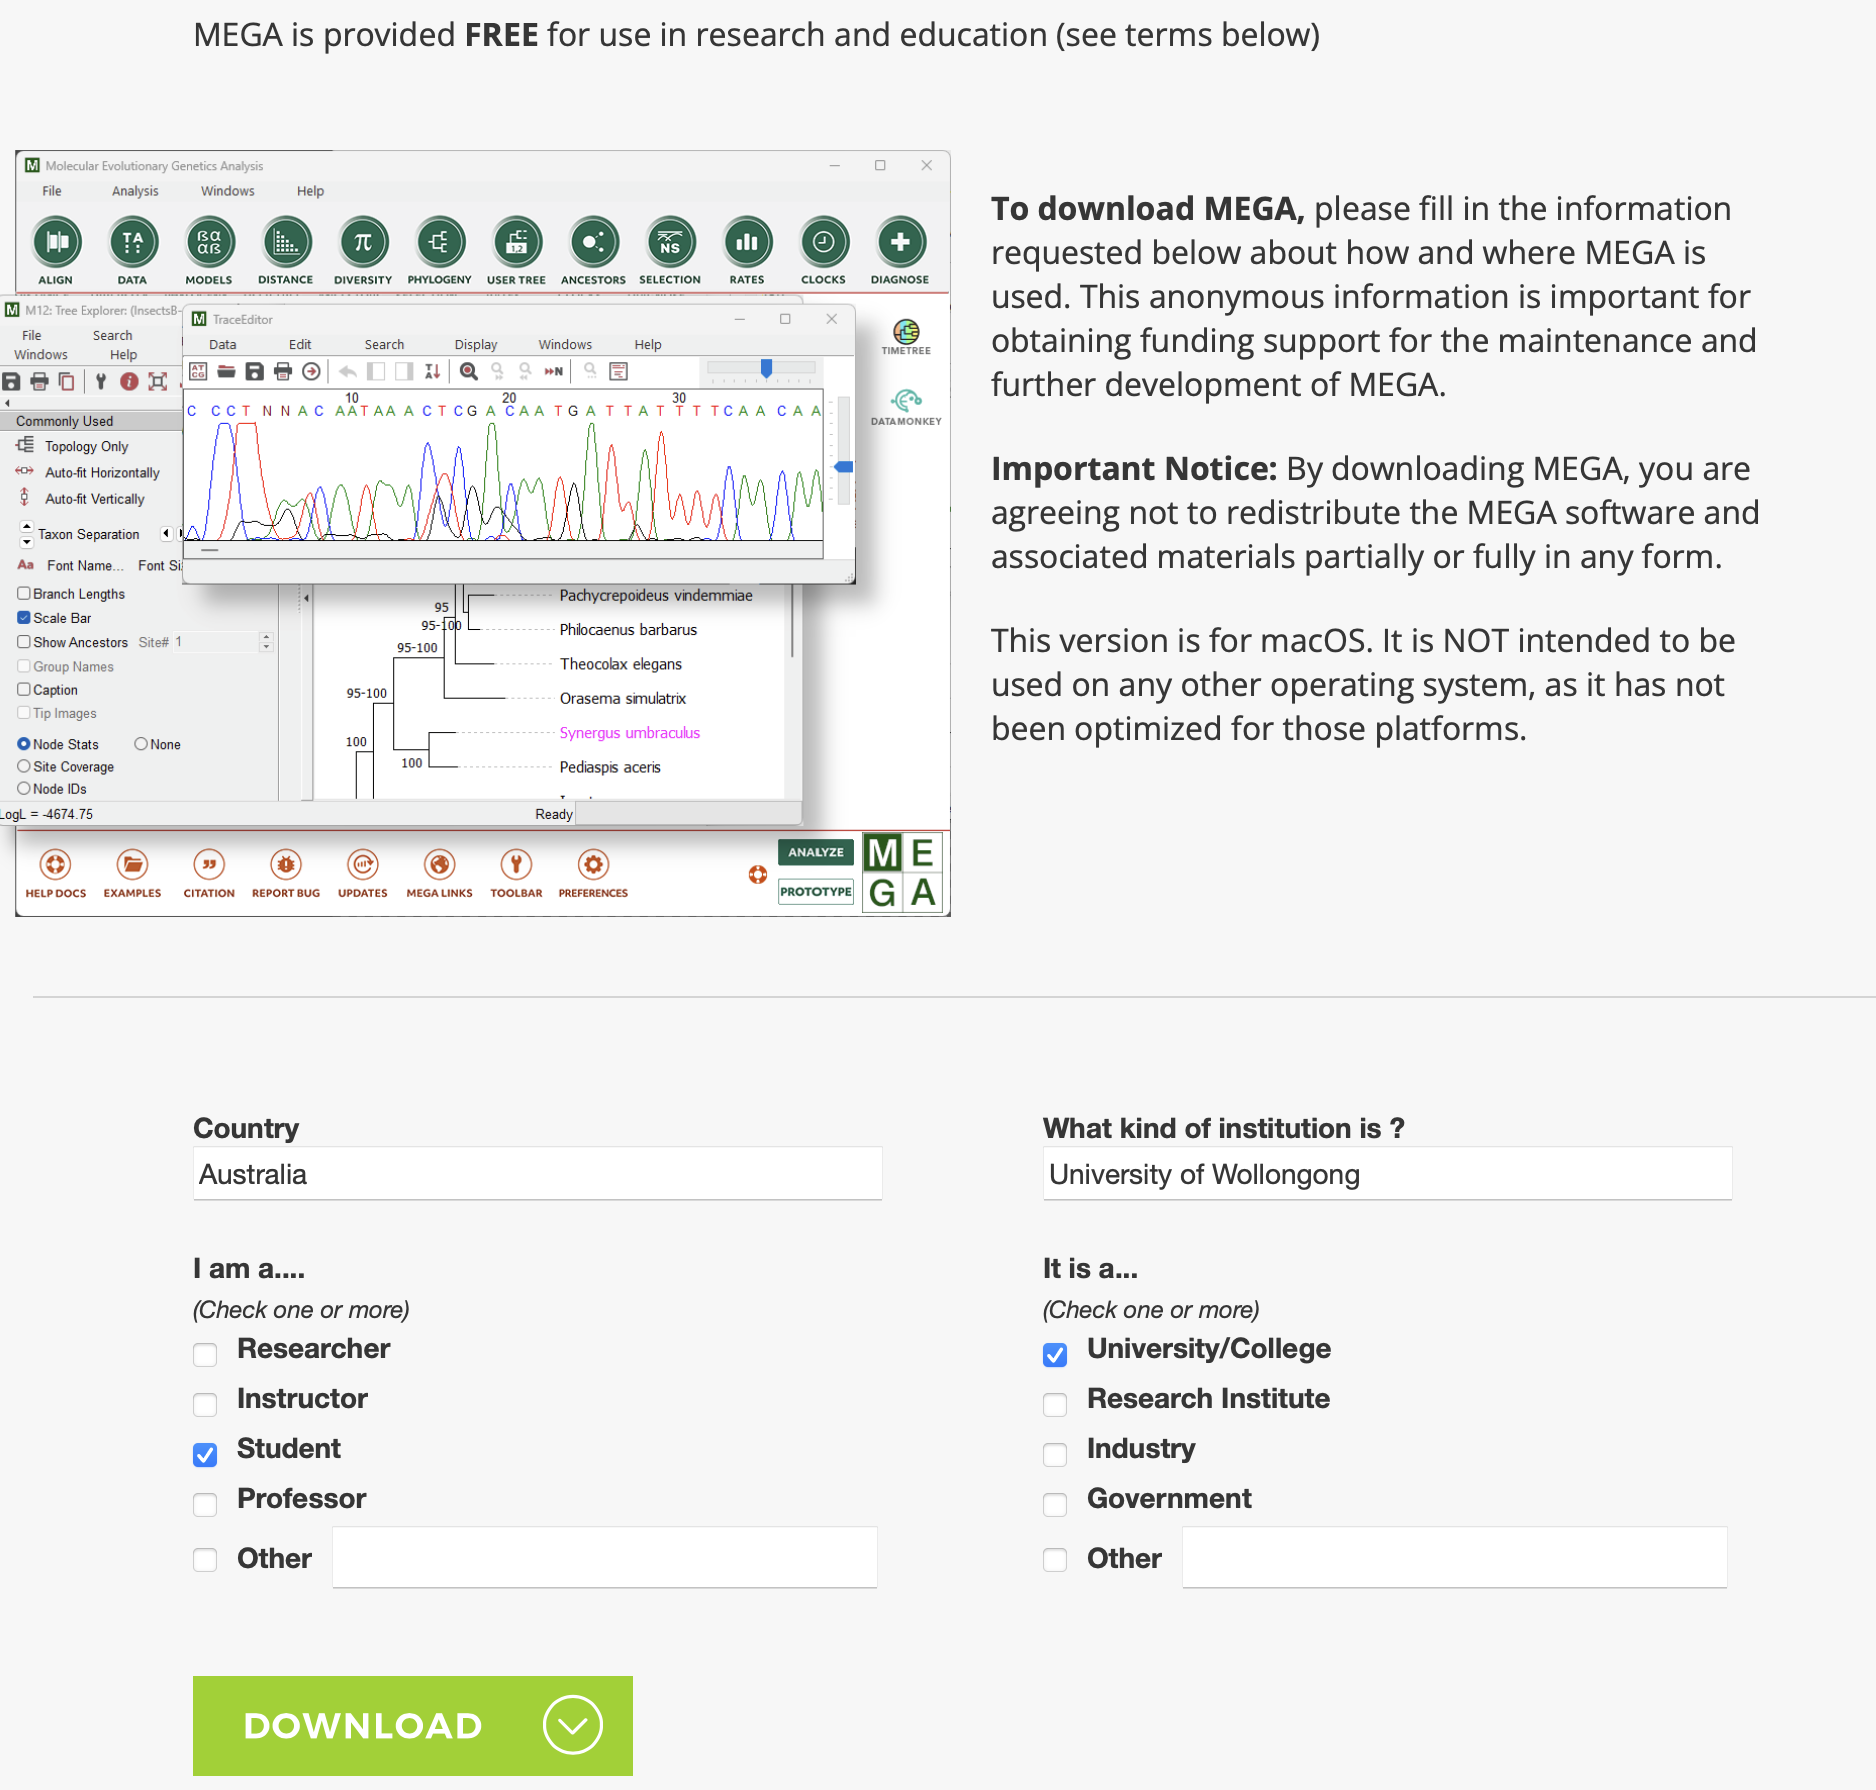 MEGA is provided FREE for use in research and education (see terms below)
Molecular Evolutionary Genetics Analysis
File Analysis Windows Help
ALIGN DATA MODELS DISTANCE DIVERSITY PHYLOGENY USER TREE ANCESTORS SELECTION RATES CLOCKS DIAGNOSE
M12: Tree Explorer: (InsectsB-
File Search
Windows Help
Commonly Used
Topology Only
Auto-fit Horizontally
Auto-fit Vertically
Taxon Separation
Aa Font Name... Font Si
Branch Lengths
Scale Bar
Show Ancestors Site# 1
Group Names
Caption
Tip Images
Node Stats None
Site Coverage
Node IDs
LogL = -4674.75
Ready
TraceEditor
Data Edit Search Display Windows Help
10 20 30
C CCT NNAC AATAA ACTCGACAATGATTATTTTCAACAA
TIMETREE
DATAMONKEY
95
95-100
95-100
95-100
100
100
Pachycrepoideus vindemmiae
Philocaenus barbarus
Theocolax elegans
Orasema simulatrix
Synergus umbraculus
Pediaspis aceris
HELP DOCS EXAMPLES CITATION REPORT BUG UPDATES MEGA LINKS TOOLBAR PREFERENCES
ANALYZE
PROTOTYPE
ME
GA
To download MEGA, please fill in the information
requested below about how and where MEGA is
used. This anonymous information is important for
obtaining funding support for the maintenance and
further development of MEGA.
Important Notice: By downloading MEGA, you are
agreeing not to redistribute the MEGA software and
associated materials partially or fully in any form.
This version is for macOS. It is NOT intended to be
used on any other operating system, as it has not
been optimized for those platforms.
Country
Australia
What kind of institution is ?
University of Wollongong
I am a....
(Check one or more)
Researcher
Instructor
Student
Professor
Other
It is a...
(Check one or more)
University/College
Research Institute
Industry
Government
Other
DOWNLOAD